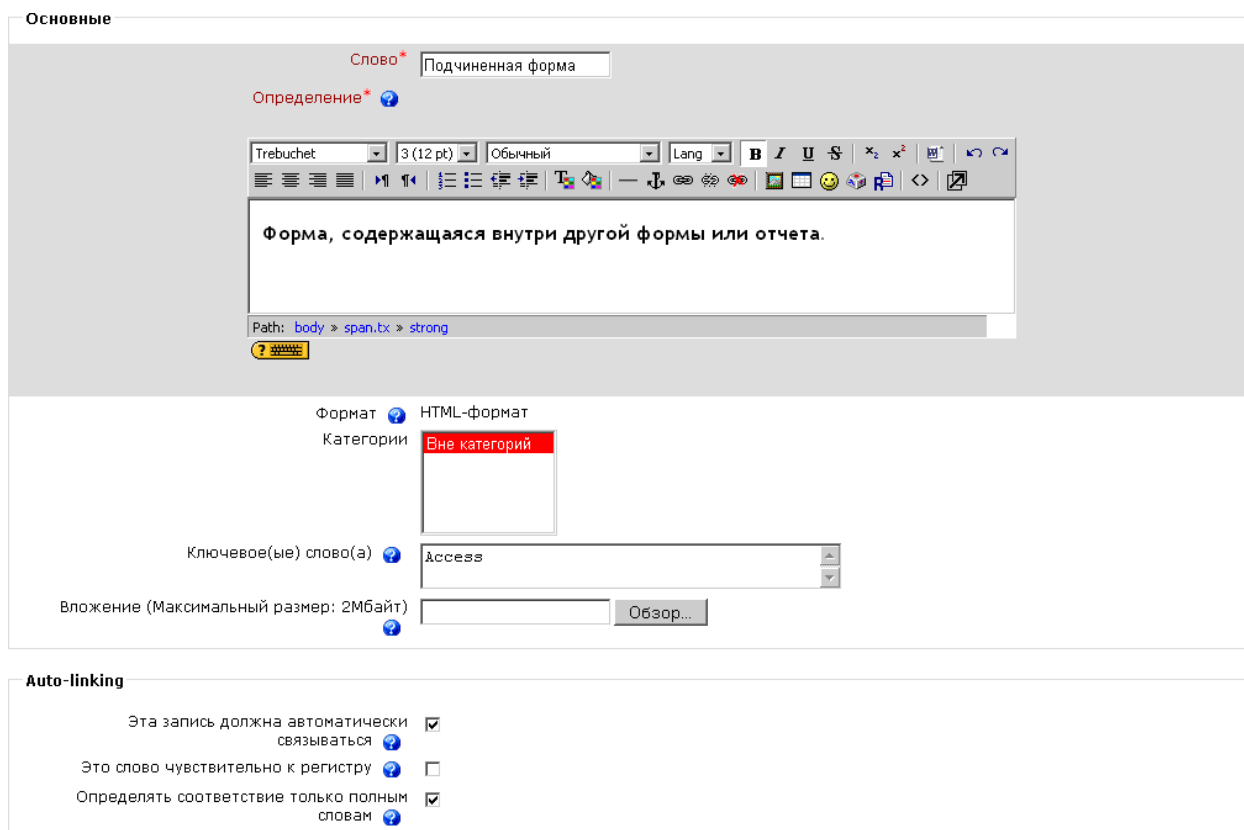 Основные
Слово*
Подчиненная форма
Определение*
Trebuchet 3 (12 pt) Обычный Lang B I U S x₂ x²
Форма, содержащаяся внутри другой формы или отчета.
Path: body » span.tx » strong
?
Формат HTML-формат
Категории
Вне категорий
Ключевое(ые) слово(а)
Access
Вложение (Максимальный размер: 2Мбайт)
Обзор...
Auto-linking
Эта запись должна автоматически
связываться
Это слово чувствительно к регистру
Определять соответствие только полным
словам